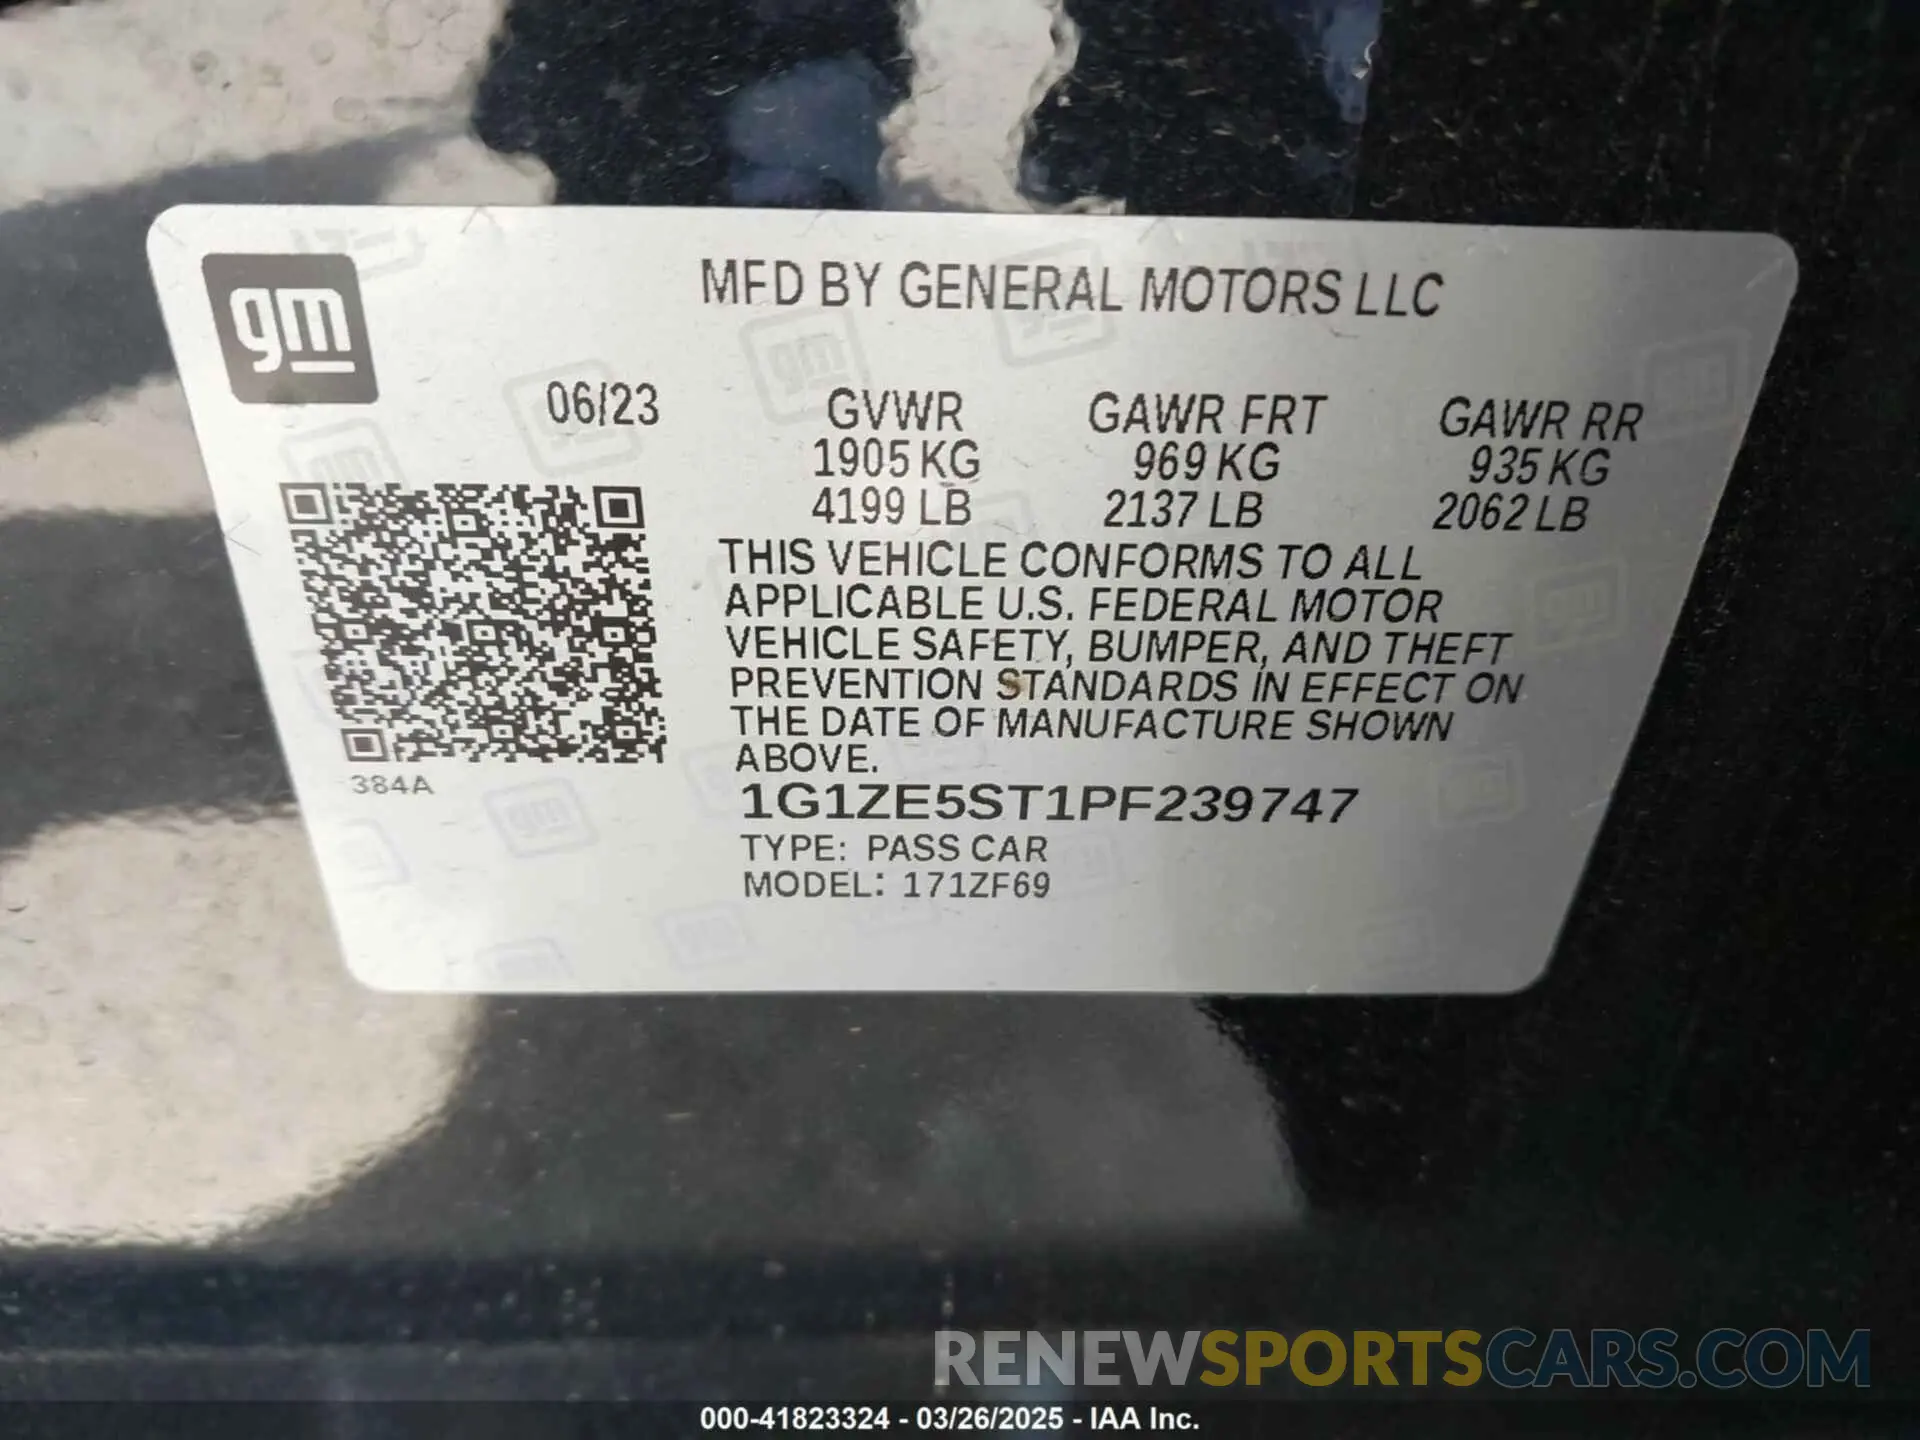 gm
MFD BY GENERAL MOTORS LLC
06/23 GVWR GAWR FRT GAWR RR
1905 KG 969 KG 935 KG
4199 LB 2137 LB 2062 LB
THIS VEHICLE CONFORMS TO ALL
APPLICABLE U.S. FEDERAL MOTOR
VEHICLE SAFETY, BUMPER, AND THEFT
PREVENTION STANDARDS IN EFFECT ON
THE DATE OF MANUFACTURE SHOWN
ABOVE.
384A
1G1ZE5ST1PF239747
TYPE: PASS CAR
MODEL: 171ZF69
RENEWSPORTSCARS.COM
000-41823324 - 03/26/2025 - IAA Inc.